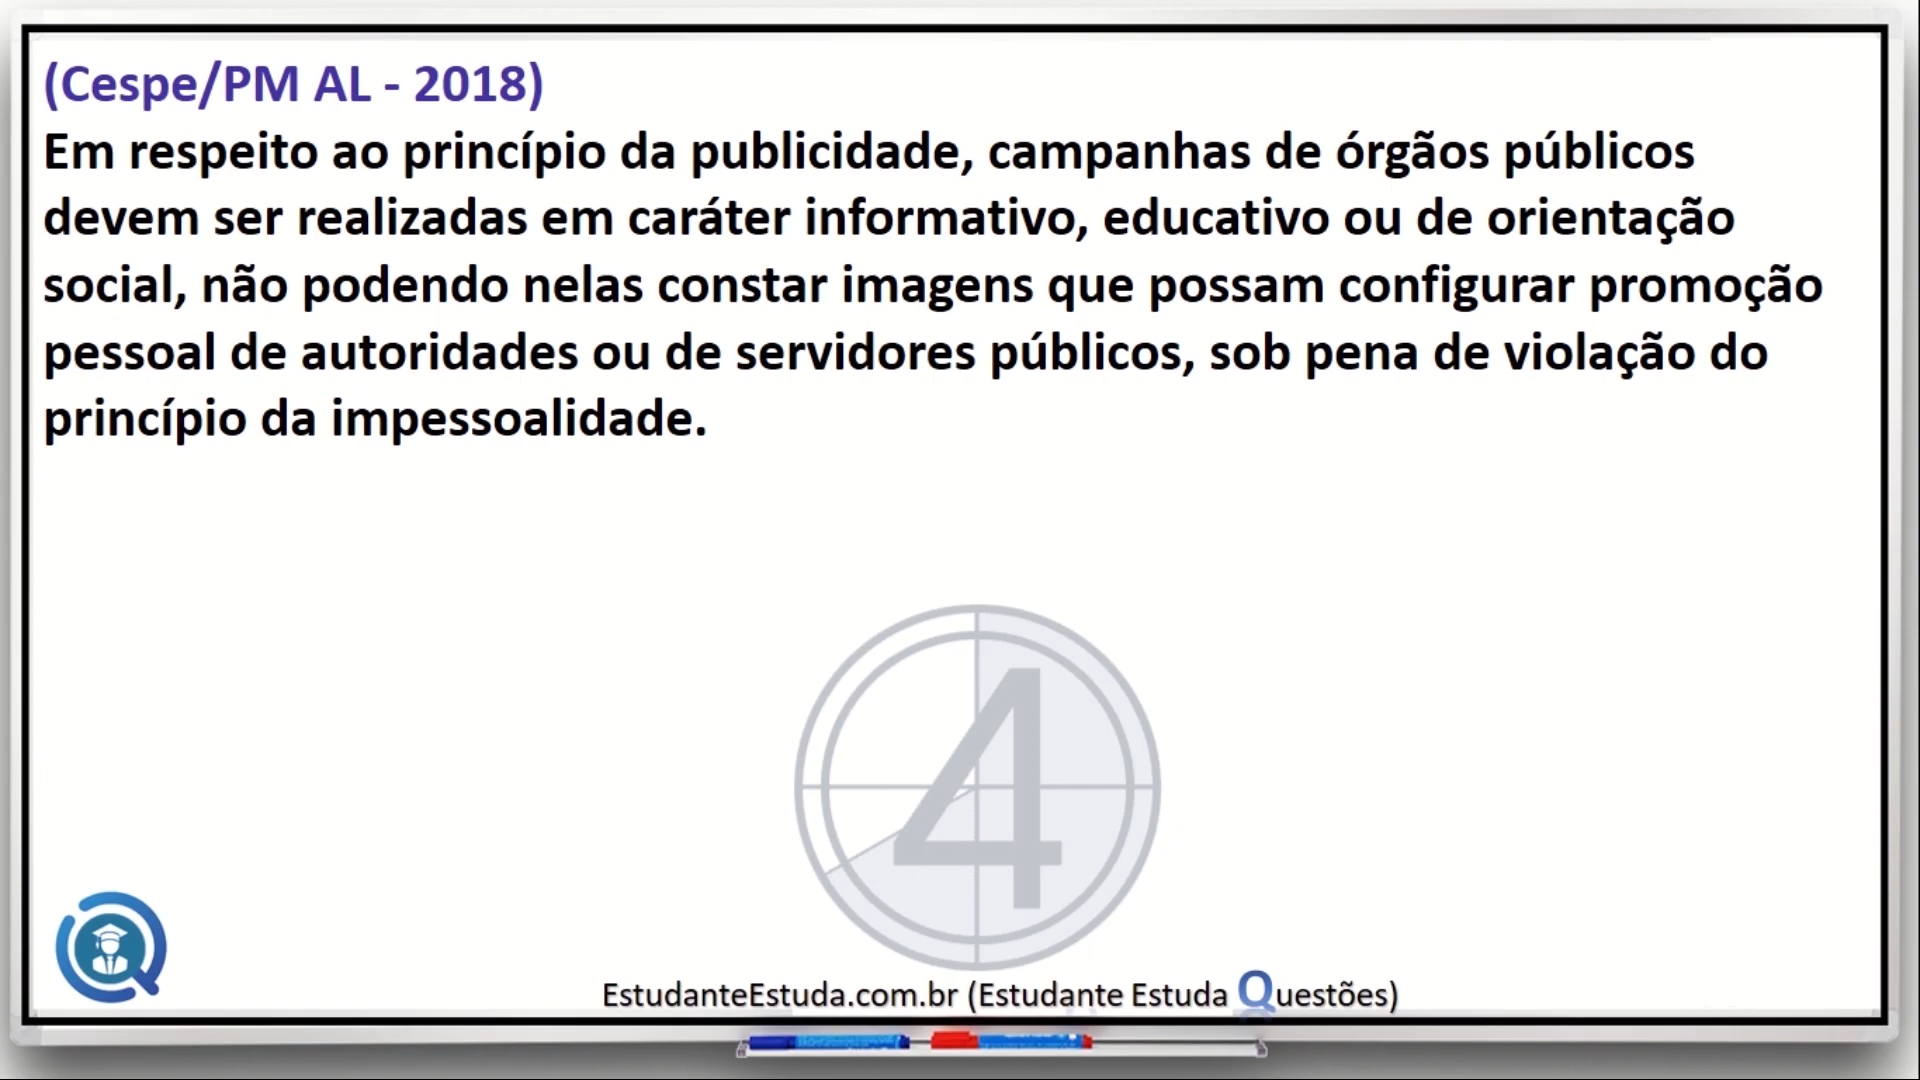 (Cespe/PM AL - 2018)
Em respeito ao princípio da publicidade, campanhas de órgãos públicos
devem ser realizadas em caráter informativo, educativo ou de orientação
social, não podendo nelas constar imagens que possam configurar promoção
pessoal de autoridades ou de servidores públicos, sob pena de violação do
princípio da impessoalidade.
4
EstudanteEstuda.com.br (Estudante Estuda Questões)